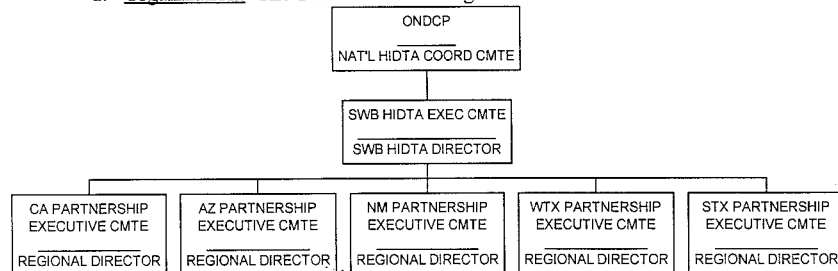 ONDCP
NAT'L HIDTA COORD CMTE
SWB HIDTA EXEC CMTE
SWB HIDTA DIRECTOR
CA PARTNERSHIP
EXECUTIVE CMTE
REGIONAL DIRECTOR
AZ PARTNERSHIP
EXECUTIVE CMTE
REGIONAL DIRECTOR
NM PARTNERSHIP
EXECUTIVE CMTE
REGIONAL DIRECTOR
WTX PARTNERSHIP
EXECUTIVE CMTE
REGIONAL DIRECTOR
STX PARTNERSHIP
EXECUTIVE CMTE
REGIONAL DIRECTOR